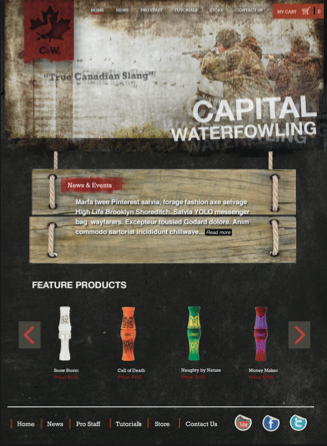 HOME NEWS PRO STAFF TUTORIALS STORE CONTACT US MY CART
C.W.
"True Canadian Slang"
CAPITAL
WATERFOWLING
News & Events
Marfa twee Pinterest salvia, forage fashion axe selvage
High Life Brooklyn Shoreditch. Salvia YOLO messenger
bag, wayfarers. Excepteur tousled Godard dolore. Anim
commodo sartorial incididunt chillwave... Read more
FEATURE PRODUCTS
Snow Storm Call of Death Naughty by Nature Money Maker
Home News Pro Staff Tutorials Store Contact Us